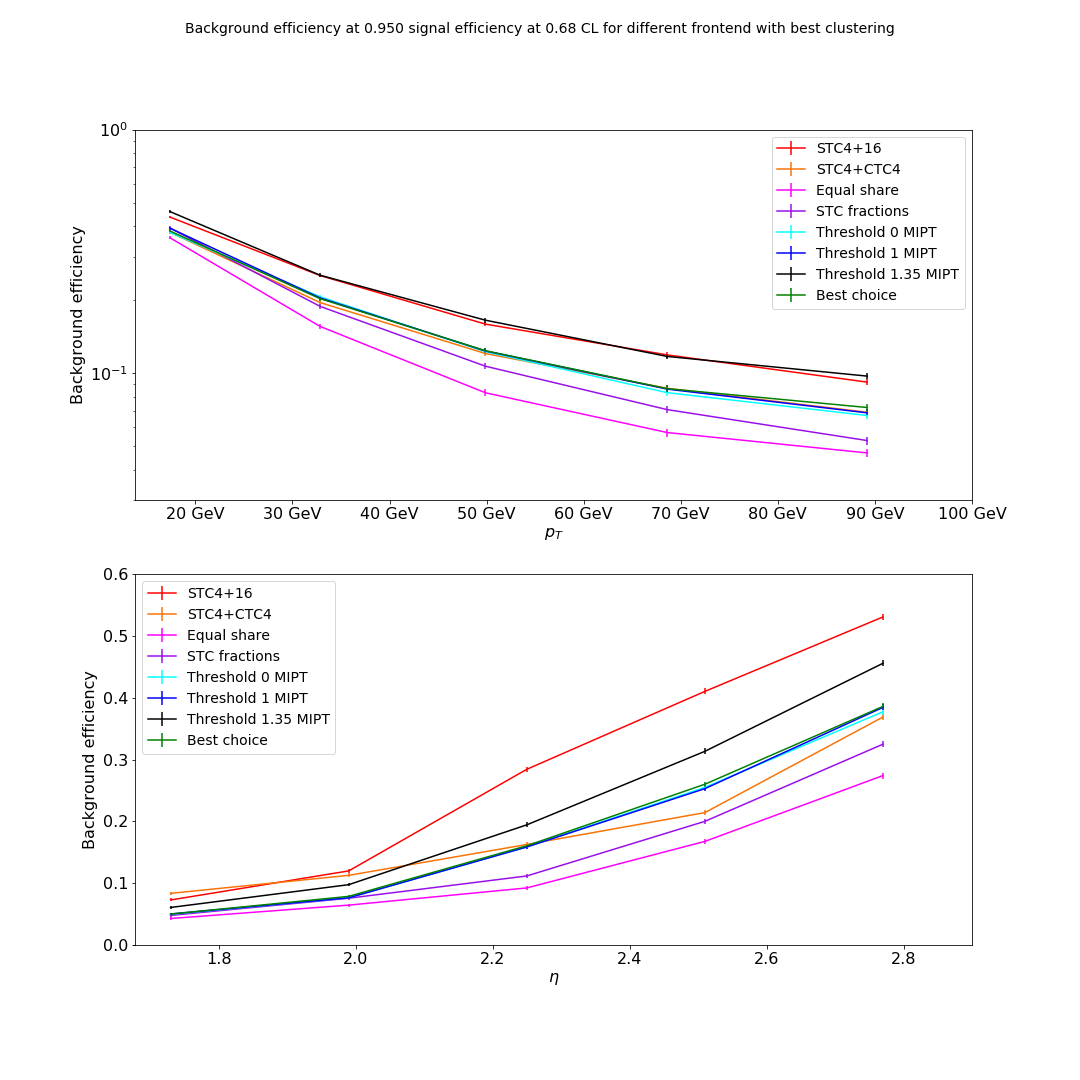 Background efficiency at 0.950 signal efficiency at 0.68 CL for different frontend with best clustering
10⁰
10⁻¹
Background efficiency
STC4+16
STC4+CTC4
Equal share
STC fractions
Threshold 0 MIPT
Threshold 1 MIPT
Threshold 1.35 MIPT
Best choice
20 GeV 30 GeV 40 GeV 50 GeV 60 GeV 70 GeV 80 GeV 90 GeV 100 GeV
p_T
0.6
0.5
0.4
0.3
0.2
0.1
0.0
Background efficiency
STC4+16
STC4+CTC4
Equal share
STC fractions
Threshold 0 MIPT
Threshold 1 MIPT
Threshold 1.35 MIPT
Best choice
1.8 2.0 2.2 2.4 2.6 2.8
η